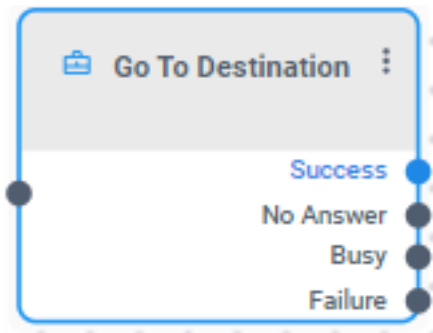 Go To Destination
Success
No Answer
Busy
Failure